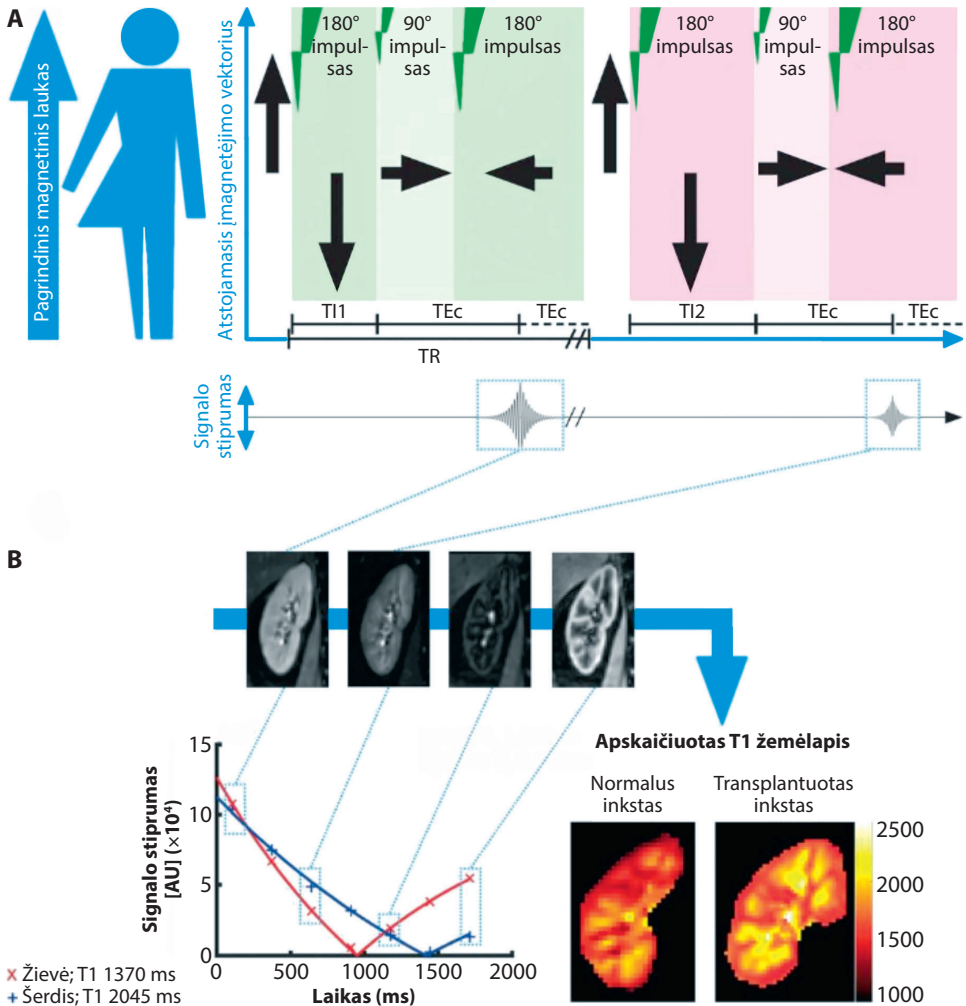 A
Pagrindinis magnetinis laukas
Atstojamasis įmagnetėjimo vektorius
180°
impul-
sas
90°
impul-
sas
180°
impulsas
180°
impulsas
90°
impul-
sas
180°
impulsas
TI1
TEc
TEc
TI2
TEc
TEc
TR
Signalo
stiprumas
B
Apskaičiuotas T1 žemėlapis
Normalus
inkstas
Transplantuotas
inkstas
2500
2000
1500
1000
Signalo stiprumas
[AU] (×10⁴)
15
10
5
0
0
500
1000
1500
2000
Laikas (ms)
× Žievė; T1 1370 ms
+ Šerdis; T1 2045 ms